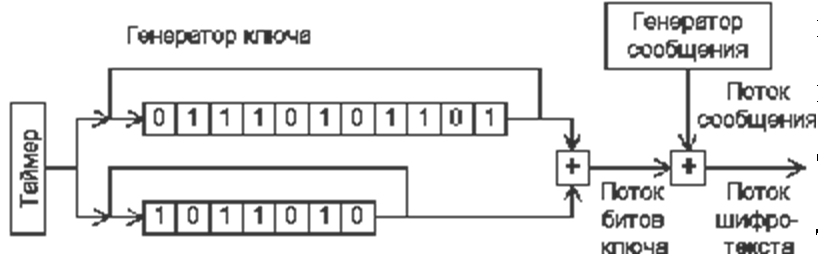 Генератор ключа
Генератор
сообщения
Поток
сообщения
Таймер
0 1 1 1 0 1 0 1 1 0 1
+
+
1 0 1 1 0 1 0
Поток
битов
ключа
Поток
шифро-
текста